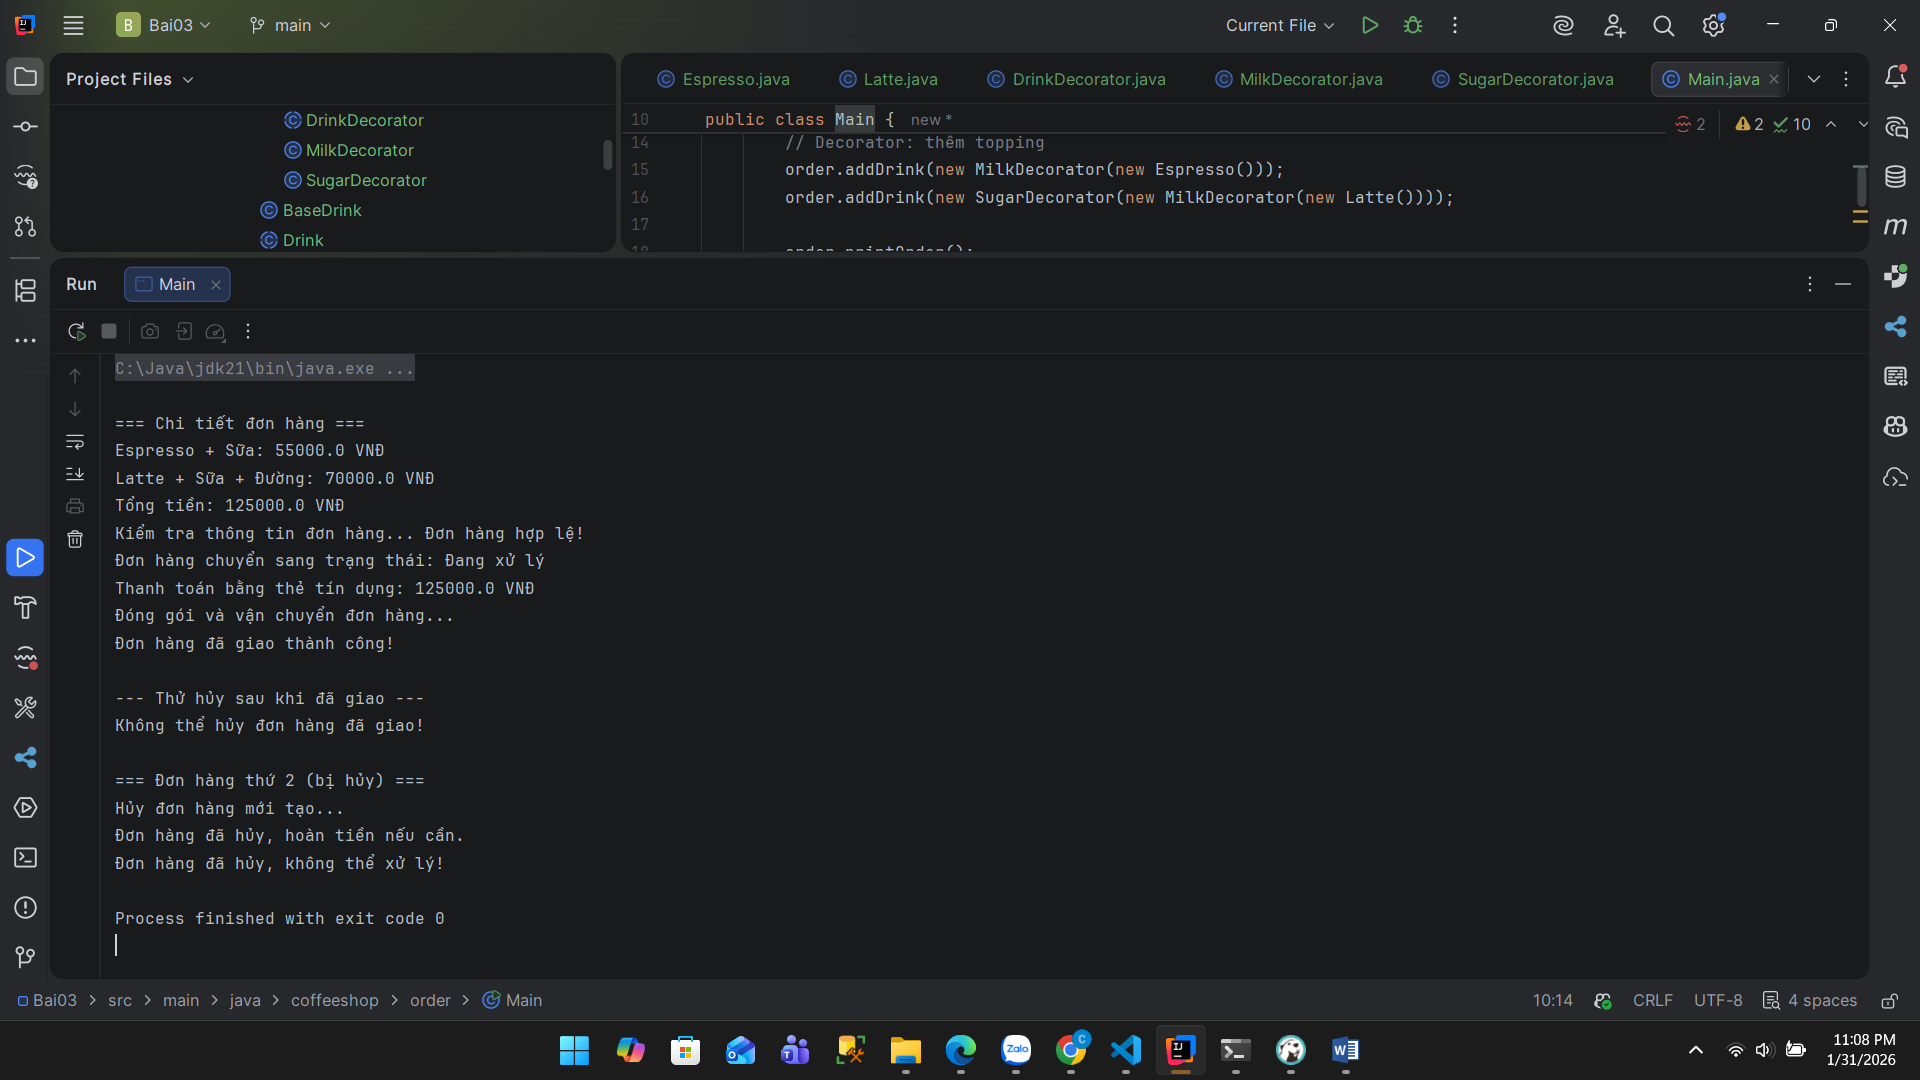 B Bai03 main Current File
Project Files
DrinkDecorator
MilkDecorator
SugarDecorator
BaseDrink
Drink
Espresso.java Latte.java DrinkDecorator.java MilkDecorator.java SugarDecorator.java Main.java
10 public class Main { new *
2 2 10
14 // Decorator: thêm topping
15 order.addDrink(new MilkDecorator(new Espresso()));
16 order.addDrink(new SugarDecorator(new MilkDecorator(new Latte())));
17
18 order.printOrder();
Run Main
C:\Java\jdk21\bin\java.exe ...
=== Chi tiết đơn hàng ===
Espresso + Sữa: 55000.0 VNĐ
Latte + Sữa + Đường: 70000.0 VNĐ
Tổng tiền: 125000.0 VNĐ
Kiểm tra thông tin đơn hàng... Đơn hàng hợp lệ!
Đơn hàng chuyển sang trạng thái: Đang xử lý
Thanh toán bằng thẻ tín dụng: 125000.0 VNĐ
Đóng gói và vận chuyển đơn hàng...
Đơn hàng đã giao thành công!
--- Thử hủy sau khi đã giao ---
Không thể hủy đơn hàng đã giao!
=== Đơn hàng thứ 2 (bị hủy) ===
Hủy đơn hàng mới tạo...
Đơn hàng đã hủy, hoàn tiền nếu cần.
Đơn hàng đã hủy, không thể xử lý!
Process finished with exit code 0
Bai03 > src > main > java > coffeeshop > order > Main
10:14 CRLF UTF-8 4 spaces
Zalo
11:08 PM
1/31/2026